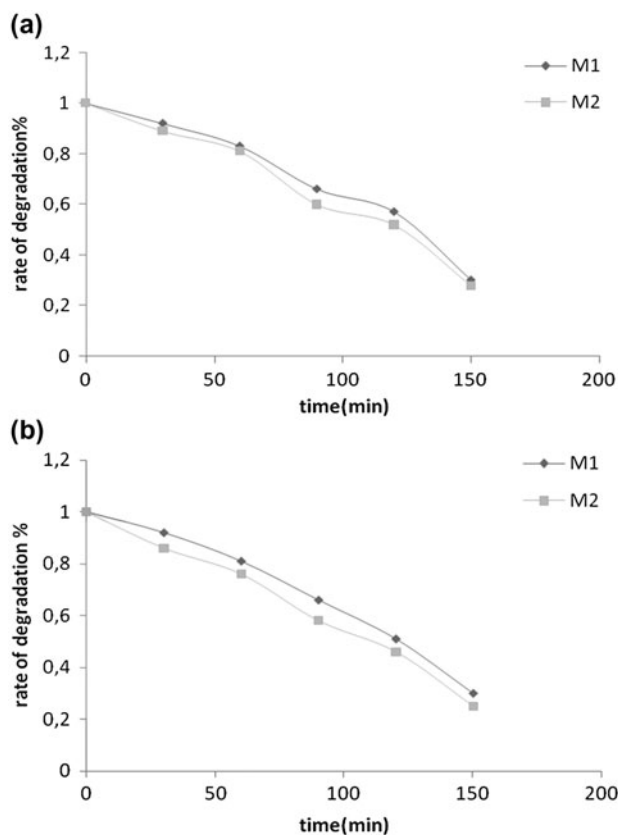 (a)
1,2
1
0,8
0,6
0,4
0,2
0
rate of degradation%
0 50 100 150 200
time(min)
M1
M2
(b)
1,2
1
0,8
0,6
0,4
0,2
0
rate of degradation %
0 50 100 150 200
time(min)
M1
M2